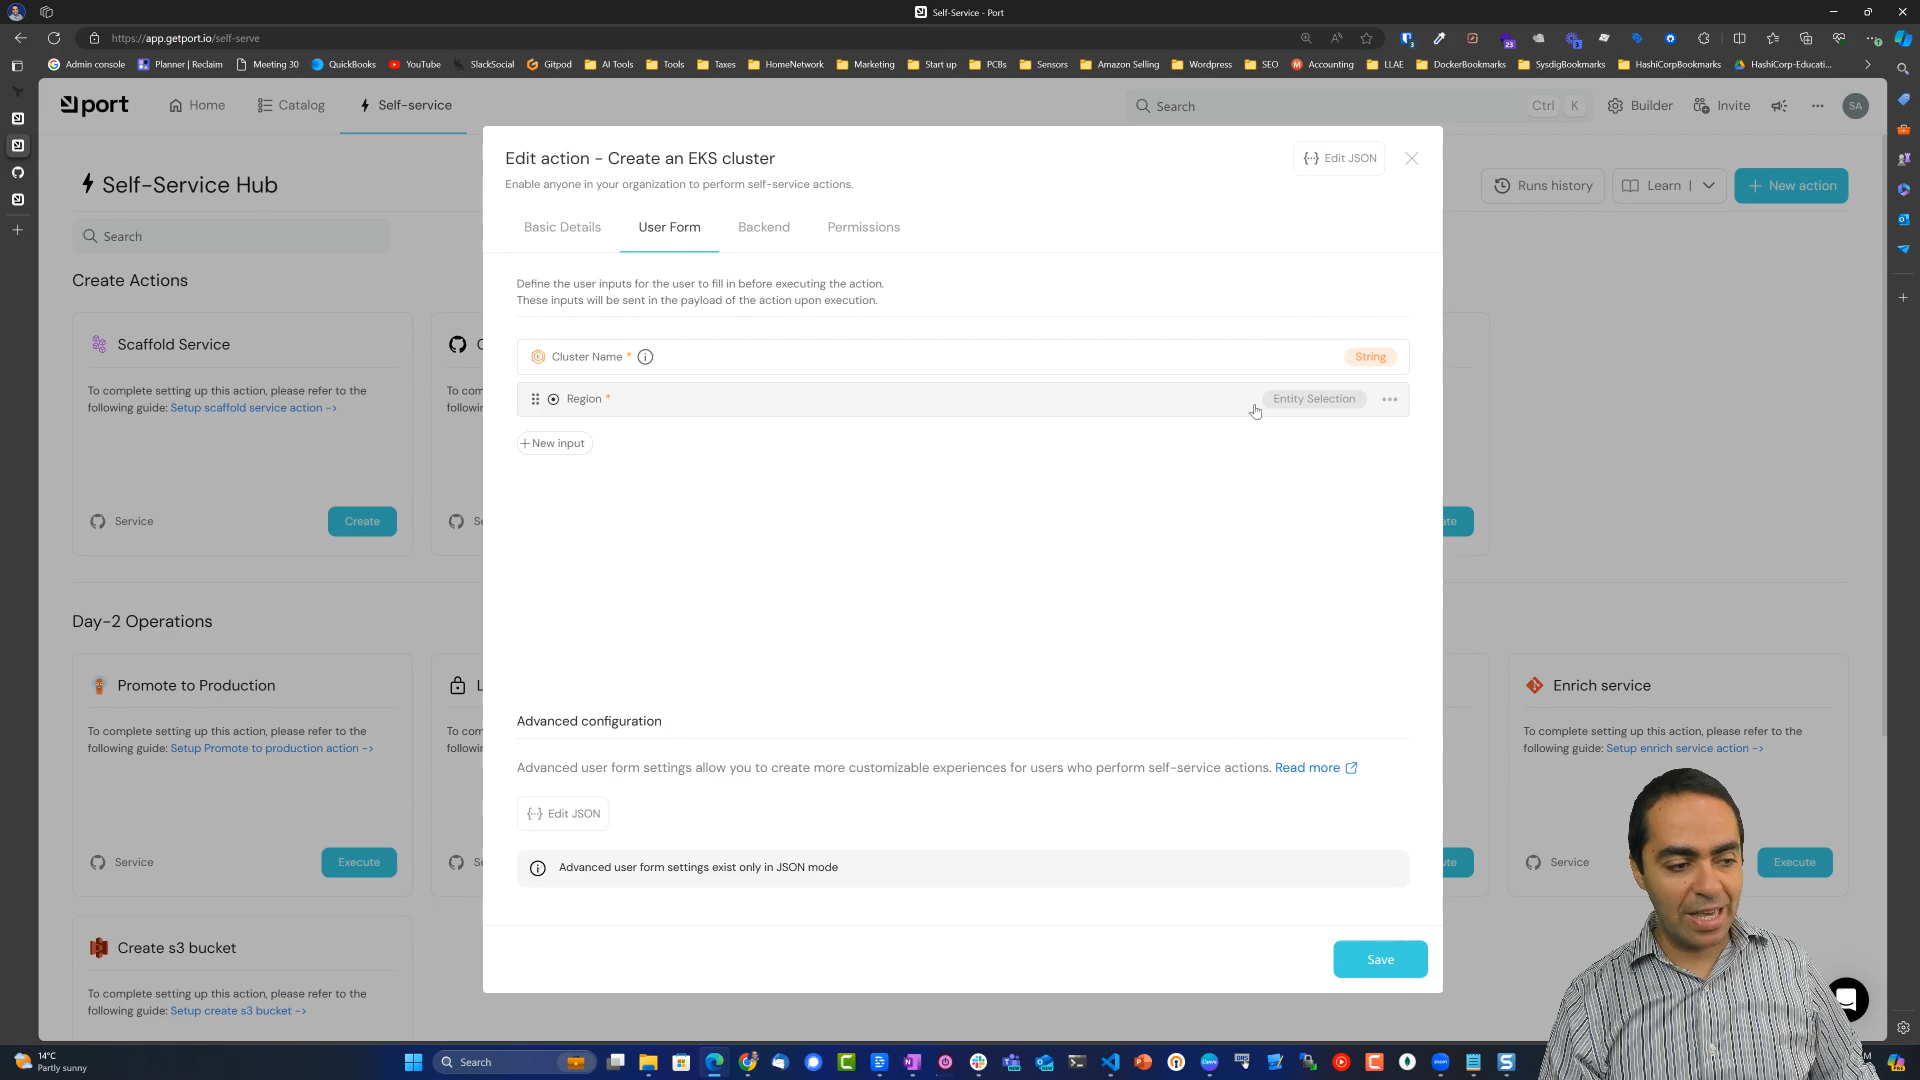 Self-Service - Port
https://app.getport.io/self-serve
Admin console
Planner | Reclaim
Meeting 30
QuickBooks
YouTube
SlackSocial
Gitpod
AI Tools
Tools
Taxes
HomeNetwork
Marketing
Start up
PCBs
Sensors
Amazon Selling
Wordpress
SEO
Accounting
LLAE
DockerBookmarks
SysdigBookmarks
HashiCorpBookmarks
HashiCorp-Educati...
port
Home
Catalog
Self-service
Search
Ctrl
K
Builder
Invite
SA
Self-Service Hub
Runs history
Learn
New action
Search
Edit action - Create an EKS cluster
Enable anyone in your organization to perform self-service actions.
Edit JSON
Basic Details
User Form
Backend
Permissions
Define the user inputs for the user to fill in before executing the action.
These inputs will be sent in the payload of the action upon execution.
Cluster Name *
String
Region *
Entity Selection
+ New input
Advanced configuration
Advanced user form settings allow you to create more customizable experiences for users who perform self-service actions. Read more
Edit JSON
Advanced user form settings exist only in JSON mode
Save
Create Actions
Scaffold Service
To complete setting up this action, please refer to the
following guide: Setup scaffold service action ->
Service
Create
Day-2 Operations
Promote to Production
To complete setting up this action, please refer to the
following guide: Setup Promote to production action ->
Service
Execute
Enrich service
To complete setting up this action, please refer to the
following guide: Setup enrich service action ->
Service
Execute
Create s3 bucket
To complete setting up this action, please refer to the
following guide: Setup create s3 bucket ->
14°C
Partly sunny
Search